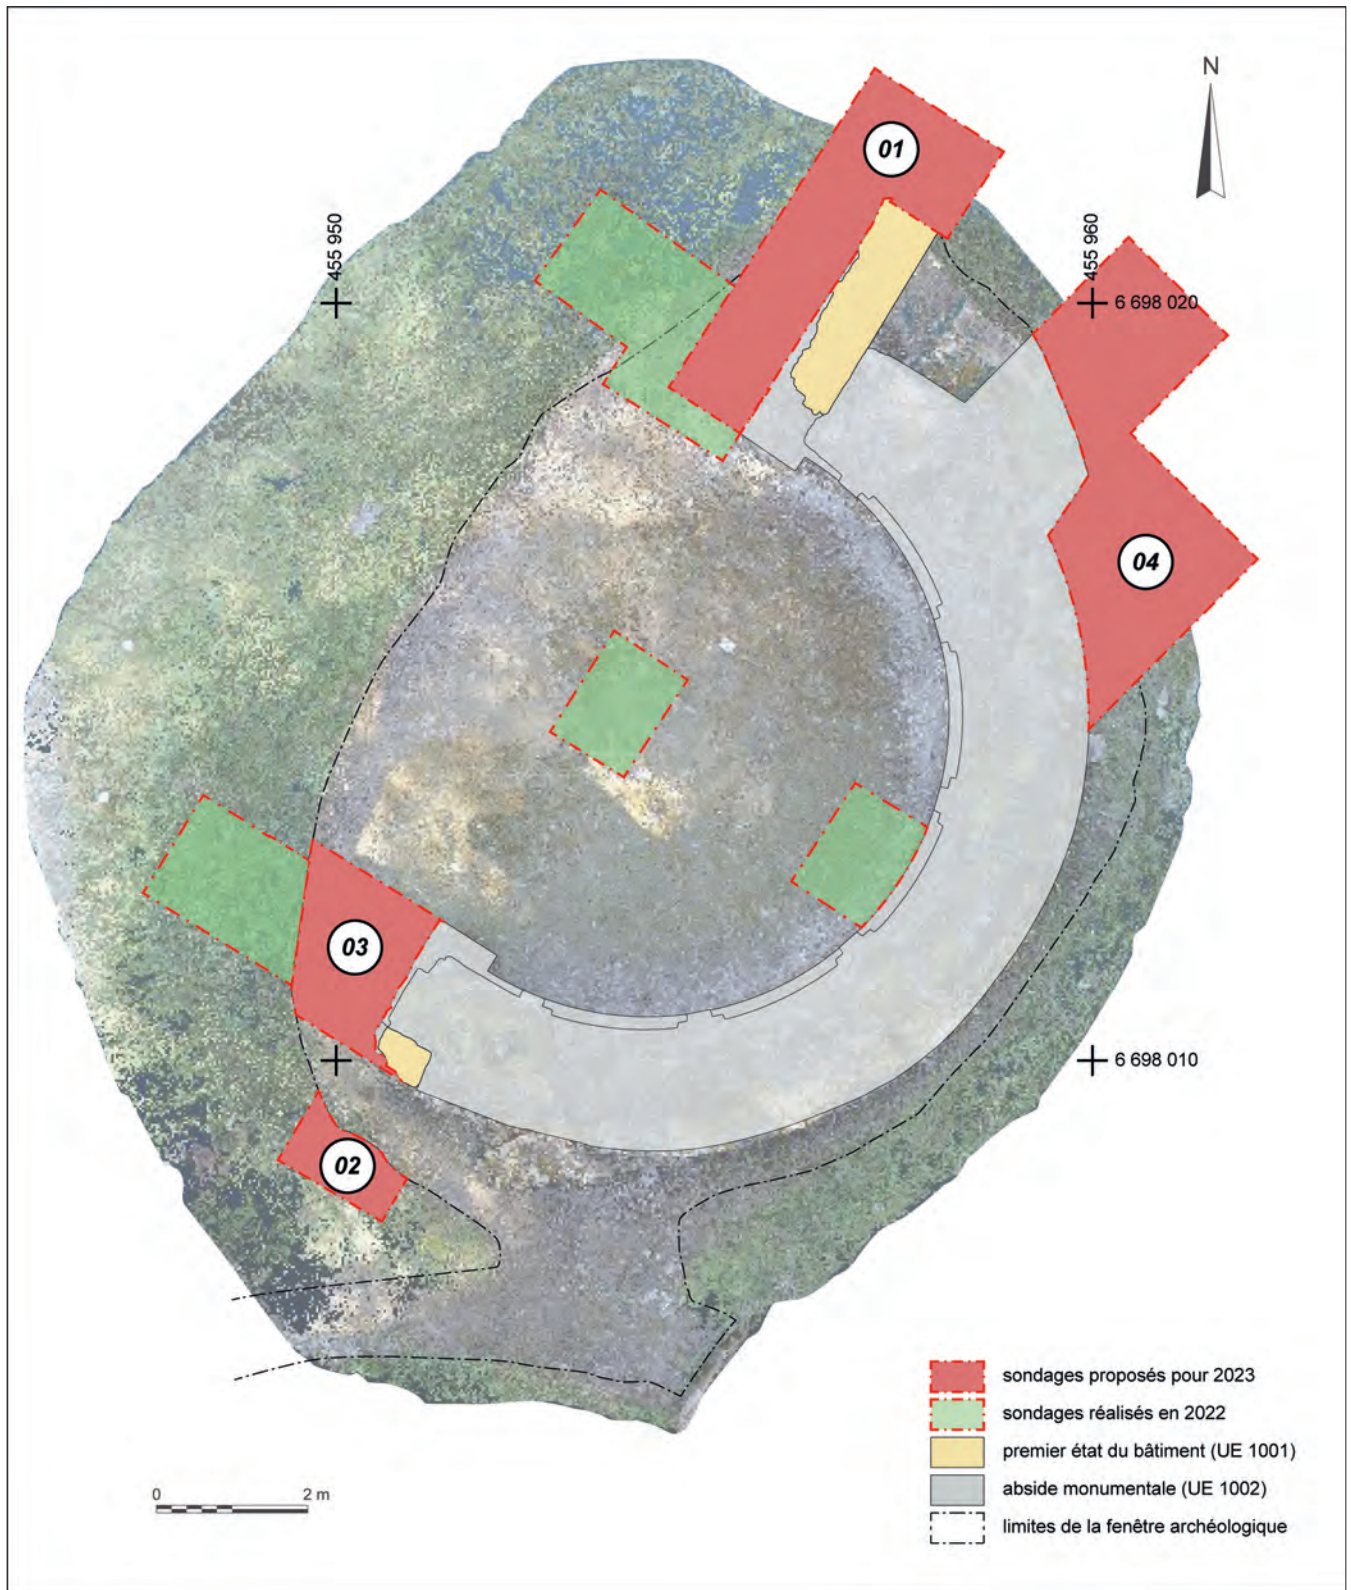 N
01
455 950
455 960
6 698 020
04
03
6 698 010
02
sondages proposés pour 2023
sondages réalisés en 2022
premier état du bâtiment (UE 1001)
abside monumentale (UE 1002)
limites de la fenêtre archéologique
0 2 m